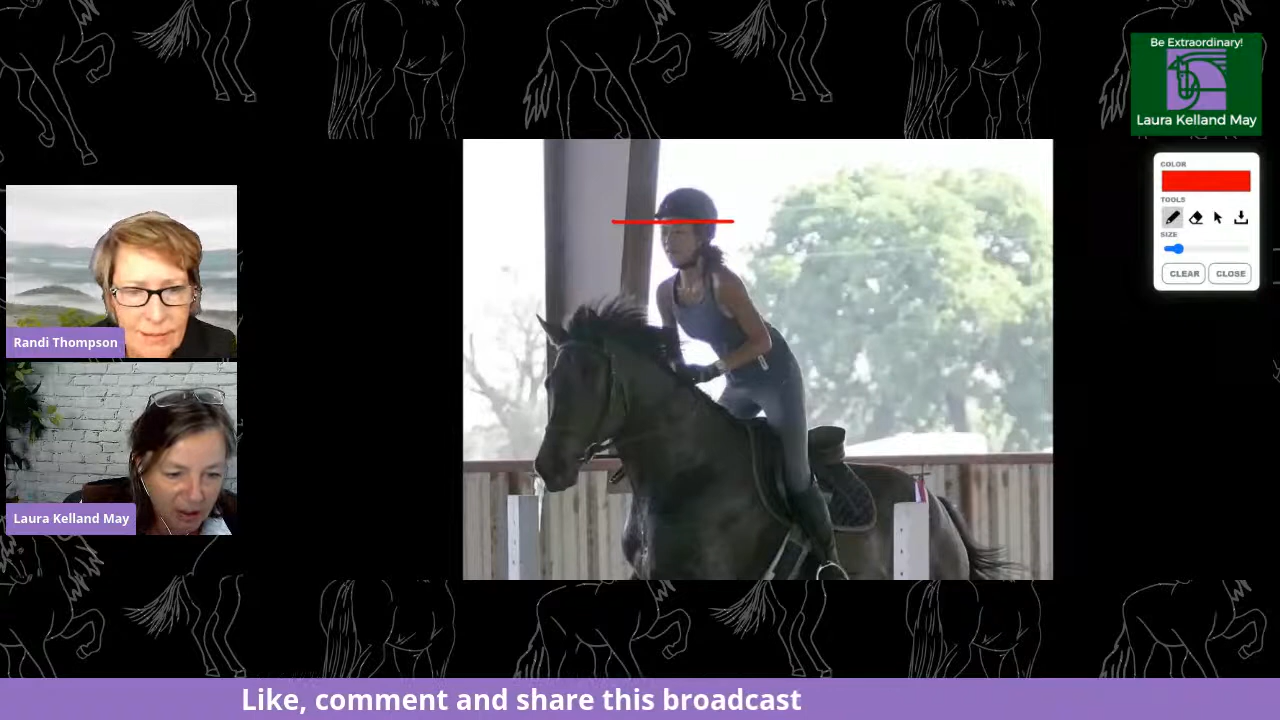 Be Extraordinary!
Laura Kelland May
COLOR
TOOLS
SIZE
CLEAR
CLOSE
Randi Thompson
Laura Kelland May
Like, comment and share this broadcast